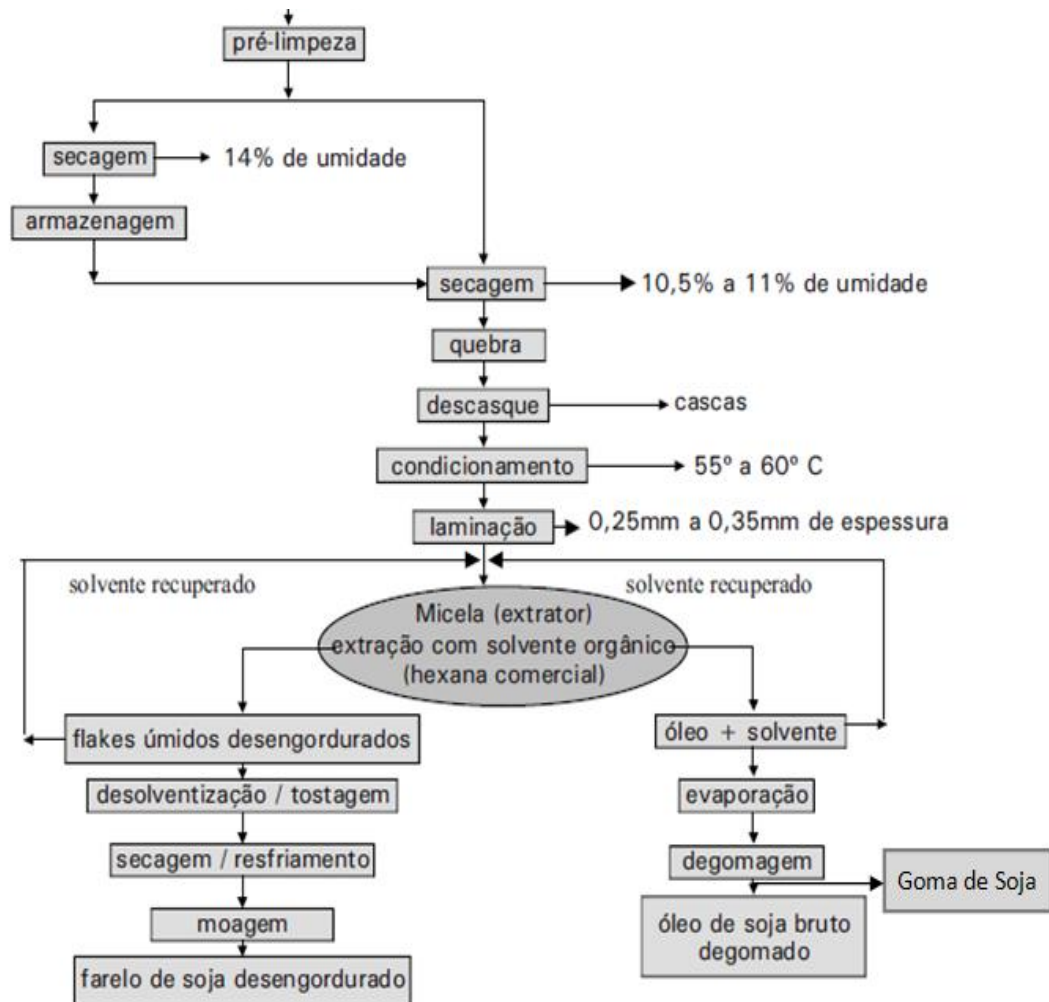 pré-limpeza
secagem
14% de umidade
armazenagem
secagem
10,5% a 11% de umidade
quebra
descasque
cascas
condicionamento
55º a 60º C
laminação
0,25mm a 0,35mm de espessura
solvente recuperado
solvente recuperado
Micela (extrator)
extração com solvente orgânico
(hexana comercial)
flakes úmidos desengordurados
óleo + solvente
desolventização / tostagem
evaporação
secagem / resfriamento
degomagem
Goma de Soja
moagem
óleo de soja bruto
degomado
farelo de soja desengordurado